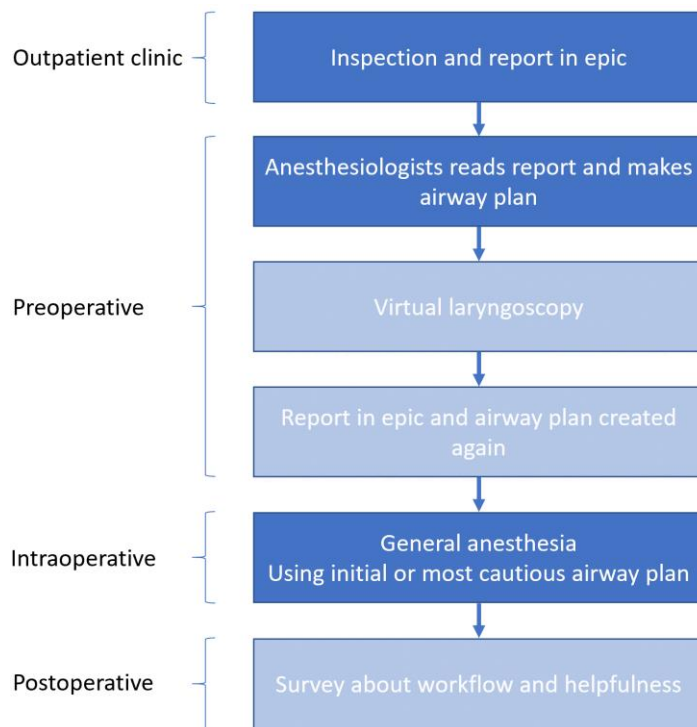 Outpatient clinic
Inspection and report in epic
Preoperative
Anesthesiologists reads report and makes
airway plan
Virtual laryngoscopy
Report in epic and airway plan created
again
Intraoperative
General anesthesia
Using initial or most cautious airway plan
Postoperative
Survey about workflow and helpfulness